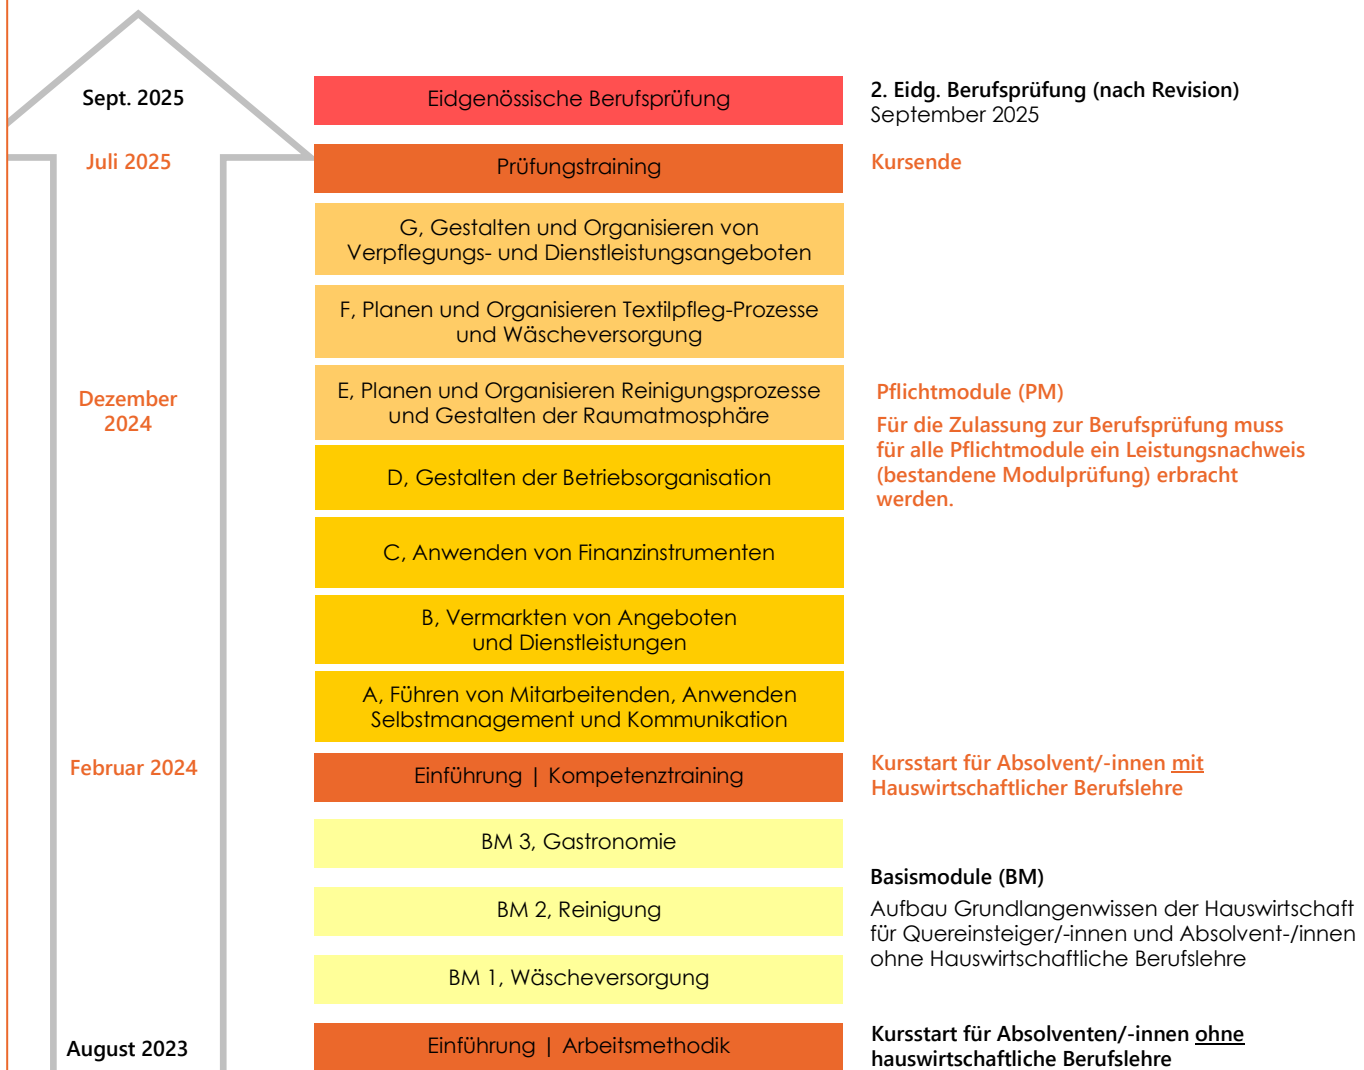 Sept. 2025
Eidgenössische Berufsprüfung
2. Eidg. Berufsprüfung (nach Revision)
September 2025
Juli 2025
Prüfungstraining
Kursende
G, Gestalten und Organisieren von
Verpflegungs- und Dienstleistungsangeboten
F, Planen und Organisieren Textilpfleg-Prozesse
und Wäscheversorgung
Dezember
2024
E, Planen und Organisieren Reinigungsprozesse
und Gestalten der Raumatmosphäre
Pflichtmodule (PM)
Für die Zulassung zur Berufsprüfung muss
für alle Pflichtmodule ein Leistungsnachweis
(bestandene Modulprüfung) erbracht
werden.
D, Gestalten der Betriebsorganisation
C, Anwenden von Finanzinstrumenten
B, Vermarkten von Angeboten
und Dienstleistungen
A, Führen von Mitarbeitenden, Anwenden
Selbstmanagement und Kommunikation
Februar 2024
Einführung | Kompetenztraining
Kursstart für Absolvent/-innen mit
Hauswirtschaftlicher Berufslehre
BM 3, Gastronomie
BM 2, Reinigung
BM 1, Wäscheversorgung
Basismodule (BM)
Aufbau Grundlangenwissen der Hauswirtschaft
für Quereinsteiger/-innen und Absolvent-/innen
ohne Hauswirtschaftliche Berufslehre
August 2023
Einführung | Arbeitsmethodik
Kursstart für Absolventen/-innen ohne
hauswirtschaftliche Berufslehre